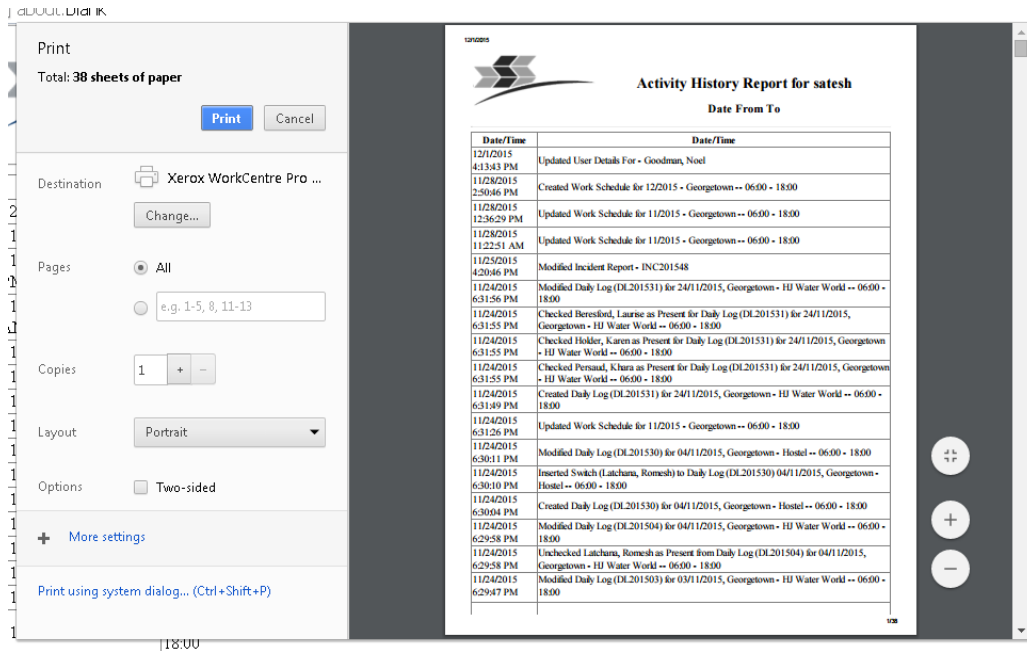 about:blank
Print
Total: 38 sheets of paper
Print Cancel
Destination Xerox WorkCentre Pro ...
Change...
Pages All
e.g. 1-5, 8, 11-13
Copies 1 + -
Layout Portrait
Options Two-sided
+ More settings
Print using system dialog... (Ctrl+Shift+P)
18:00
12/1/2015
Activity History Report for satesh
Date From To
Date/Time Date/Time
12/1/2015
4:13:43 PM Updated User Details For - Goodman, Noel
11/28/2015
2:50:46 PM Created Work Schedule for 12/2015 - Georgetown -- 06:00 - 18:00
11/28/2015
12:36:29 PM Updated Work Schedule for 11/2015 - Georgetown -- 06:00 - 18:00
11/28/2015
11:22:51 AM Updated Work Schedule for 11/2015 - Georgetown -- 06:00 - 18:00
11/25/2015
4:20:46 PM Modified Incident Report - INC201548
11/24/2015 Modified Daily Log (DL201531) for 24/11/2015, Georgetown - HJ Water World -- 06:00 -
6:31:56 PM 18:00
11/24/2015 Checked Beresford, Laurise as Present for Daily Log (DL201531) for 24/11/2015,
6:31:55 PM Georgetown - HJ Water World -- 06:00 - 18:00
11/24/2015 Checked Holder, Karen as Present for Daily Log (DL201531) for 24/11/2015, Georgetown
6:31:55 PM - HJ Water World -- 06:00 - 18:00
11/24/2015 Checked Persaud, Khara as Present for Daily Log (DL201531) for 24/11/2015, Georgetown
6:31:55 PM - HJ Water World -- 06:00 - 18:00
11/24/2015 Created Daily Log (DL201531) for 24/11/2015, Georgetown - HJ Water World -- 06:00 -
6:31:49 PM 18:00
11/24/2015
6:31:26 PM Updated Work Schedule for 11/2015 - Georgetown -- 06:00 - 18:00
11/24/2015
6:30:11 PM Modified Daily Log (DL201530) for 04/11/2015, Georgetown - Hostel -- 06:00 - 18:00
11/24/2015 Inserted Switch (Latchana, Romesh) to Daily Log (DL201530) 04/11/2015, Georgetown -
6:30:10 PM Hostel -- 06:00 - 18:00
11/24/2015
6:30:04 PM Created Daily Log (DL201530) for 04/11/2015, Georgetown - Hostel -- 06:00 - 18:00
11/24/2015 Modified Daily Log (DL201504) for 04/11/2015, Georgetown - HJ Water World -- 06:00 -
6:29:58 PM 18:00
11/24/2015 Unchecked Latchana, Romesh as Present from Daily Log (DL201504) for 04/11/2015,
6:29:58 PM Georgetown - HJ Water World -- 06:00 - 18:00
11/24/2015 Modified Daily Log (DL201503) for 03/11/2015, Georgetown - HJ Water World -- 06:00 -
6:29:47 PM 18:00
1/38